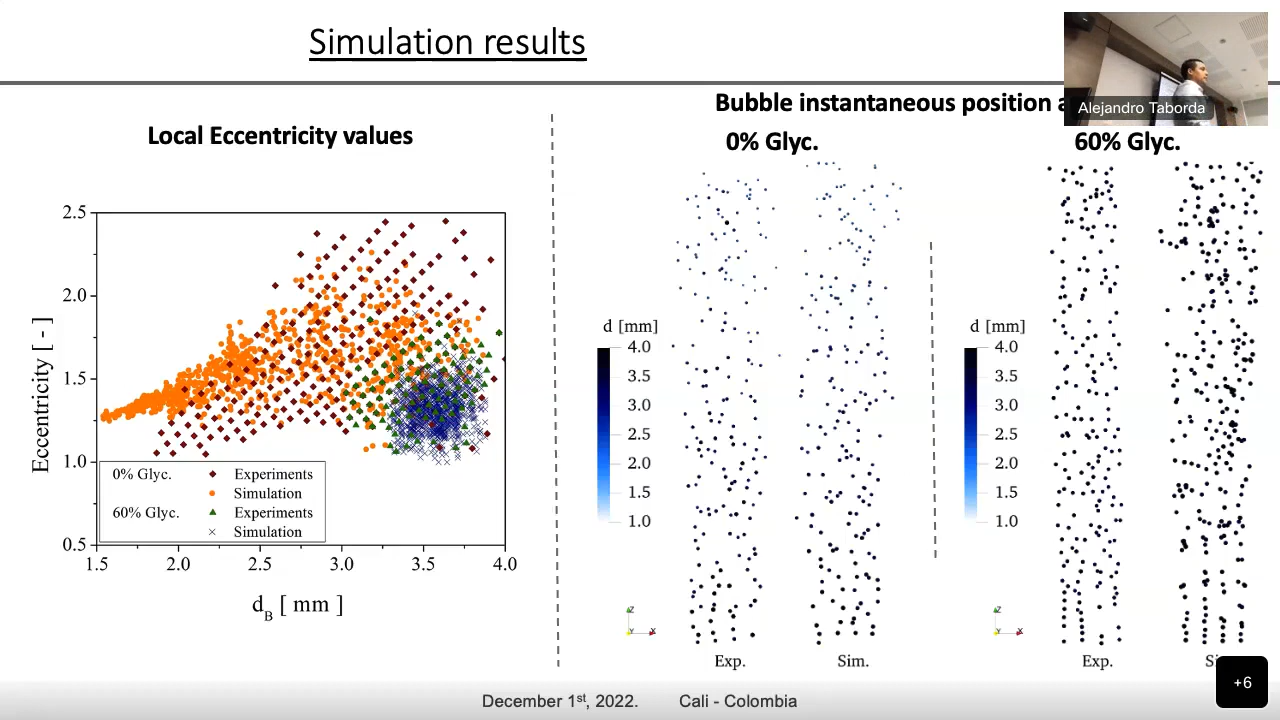 Simulation results
Alejandro Taborda
Local Eccentricity values
Bubble instantaneous position
0% Glyc.
60% Glyc.
Eccentricity [ - ]
2.5
2.0
1.5
1.0
0.5
1.5 2.0 2.5 3.0 3.5 4.0
dB [ mm ]
0% Glyc. Experiments
Simulation
60% Glyc. Experiments
Simulation
d [mm]
4.0
3.5
3.0
2.5
2.0
1.5
1.0
Z
Y X
Exp. Sim.
d [mm]
4.0
3.5
3.0
2.5
2.0
1.5
1.0
Z
Y X
Exp.
+6
December 1st, 2022. Cali - Colombia